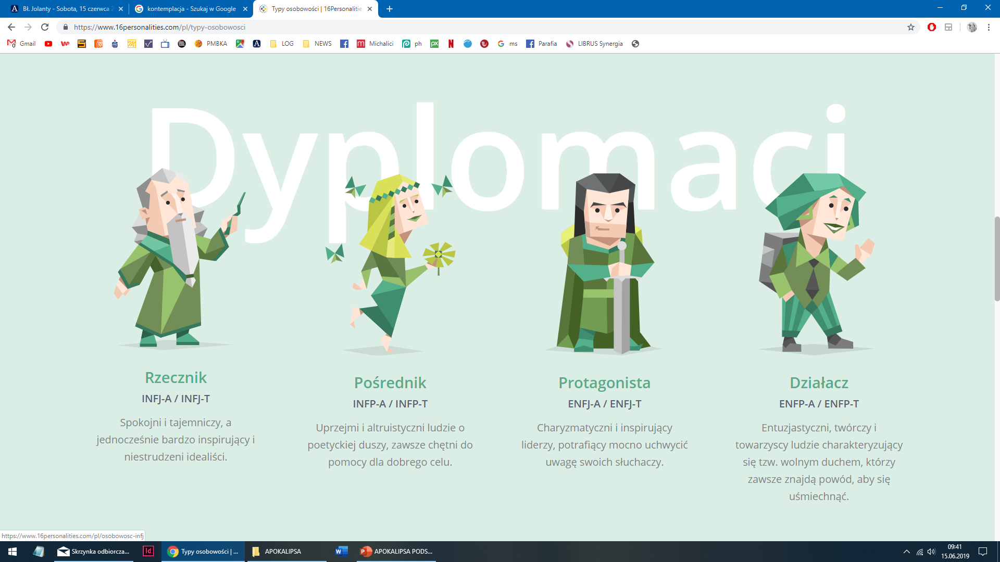 Bł. Jolanty - Sobota, 15 czerwca 2
kontemplacja - Szukaj w Google
Typy osobowości | 16Personalitie
https://www.16personalities.com/pl/typy-osobowosci
Gmail
PMBKA
LOG
NEWS
Michalici
ph
ms
Parafia
LIBRUS Synergia
Dyplomaci
Rzecznik
INFJ-A / INFJ-T
Spokojni i tajemniczy, a
jednocześnie bardzo inspirujący i
niestrudzeni idealiści.
Pośrednik
INFP-A / INFP-T
Uprzejmi i altruistyczni ludzie o
poetyckiej duszy, zawsze chętni do
pomocy dla dobrego celu.
Protagonista
ENFJ-A / ENFJ-T
Charyzmatyczni i inspirujący
liderzy, potrafiący mocno uchwycić
uwagę swoich słuchaczy.
Działacz
ENFP-A / ENFP-T
Entuzjastyczni, twórczy i
towarzyscy ludzie charakteryzujący
się tzw. wolnym duchem, którzy
zawsze znajdą powód, aby się
uśmiechnąć.
https://www.16personalities.com/pl/osobowosc-infj
Skrzynka odbiorcza...
Typy osobowości | ...
APOKALIPSA
APOKALIPSA PODS...
09:41
15.06.2019